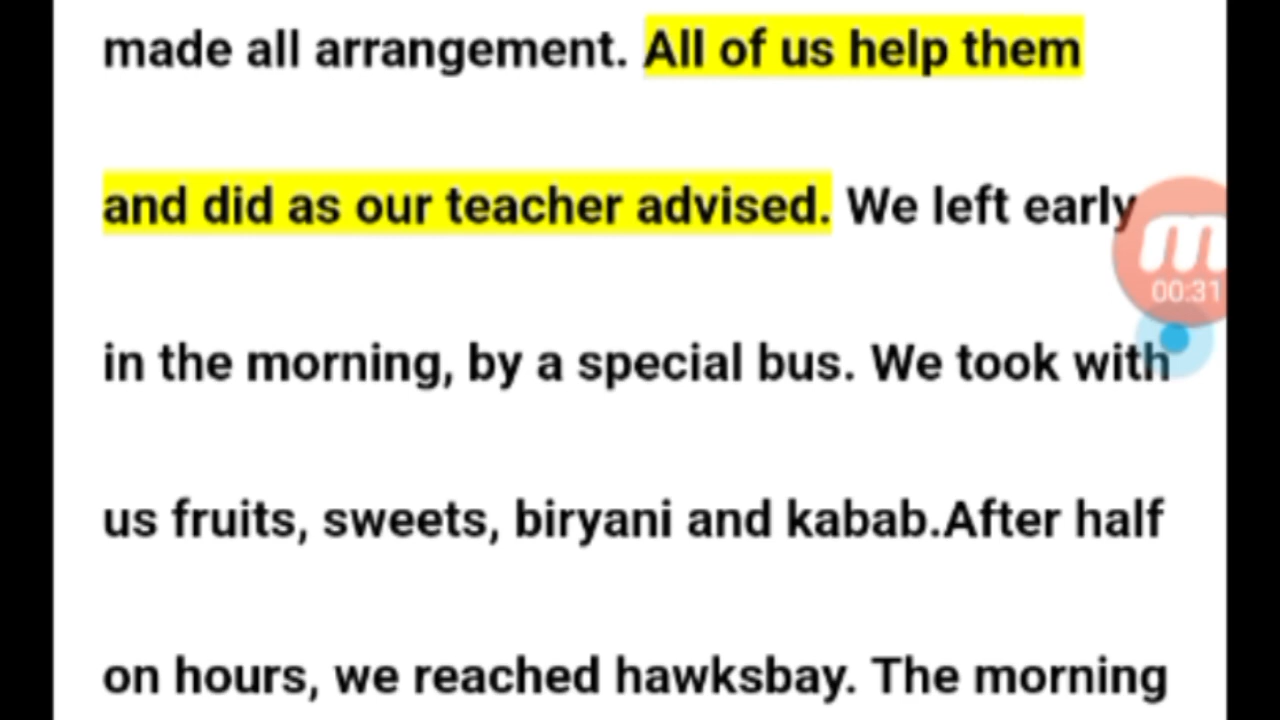 made all arrangement. All of us help them
and did as our teacher advised. We left early
in the morning, by a special bus. We took with
us fruits, sweets, biryani and kabab.After half
on hours, we reached hawksbay. The morning
m
00:31